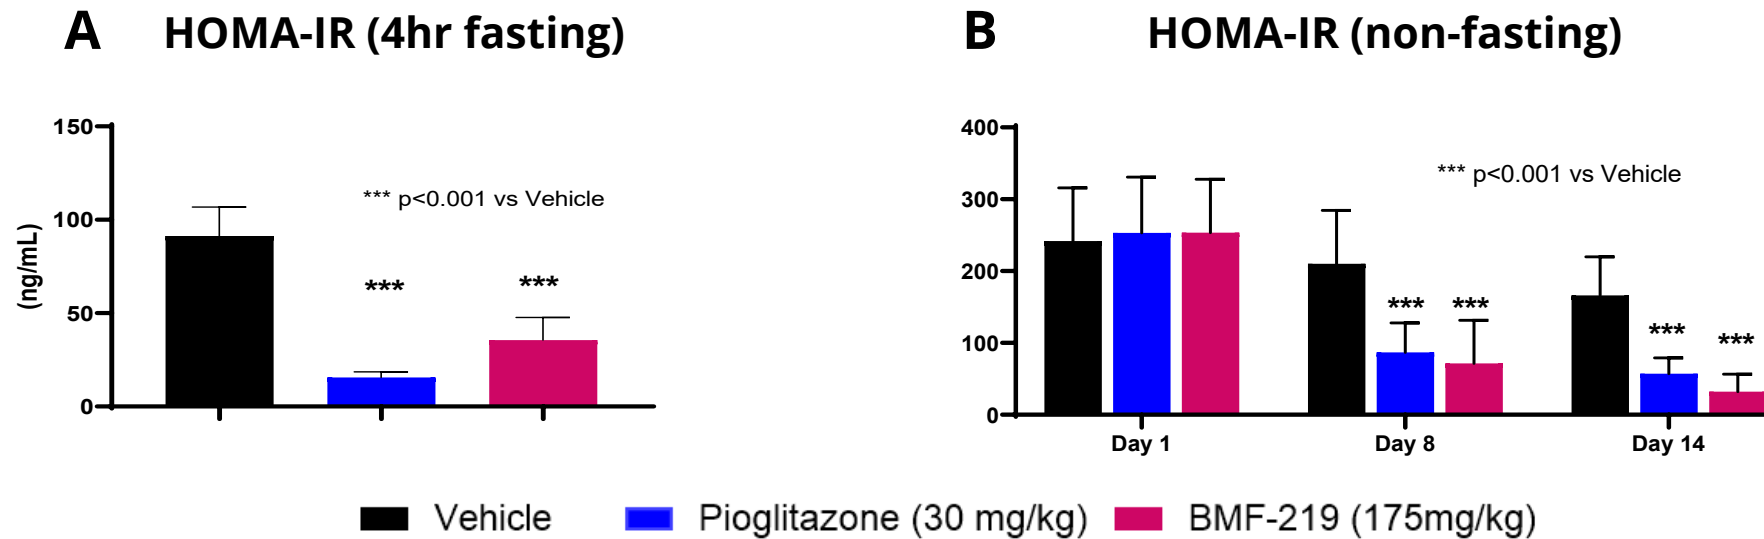 A HOMA-IR (4hr fasting)
150
100
50
0
(ng/mL)
*** p<0.001 vs Vehicle
***
***
B HOMA-IR (non-fasting)
400
300
200
100
0
*** p<0.001 vs Vehicle
***
***
***
***
Day 1 Day 8 Day 14
Vehicle Pioglitazone (30 mg/kg) BMF-219 (175mg/kg)